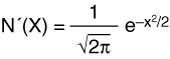 N´(X) = 1/√2π e–x²/2